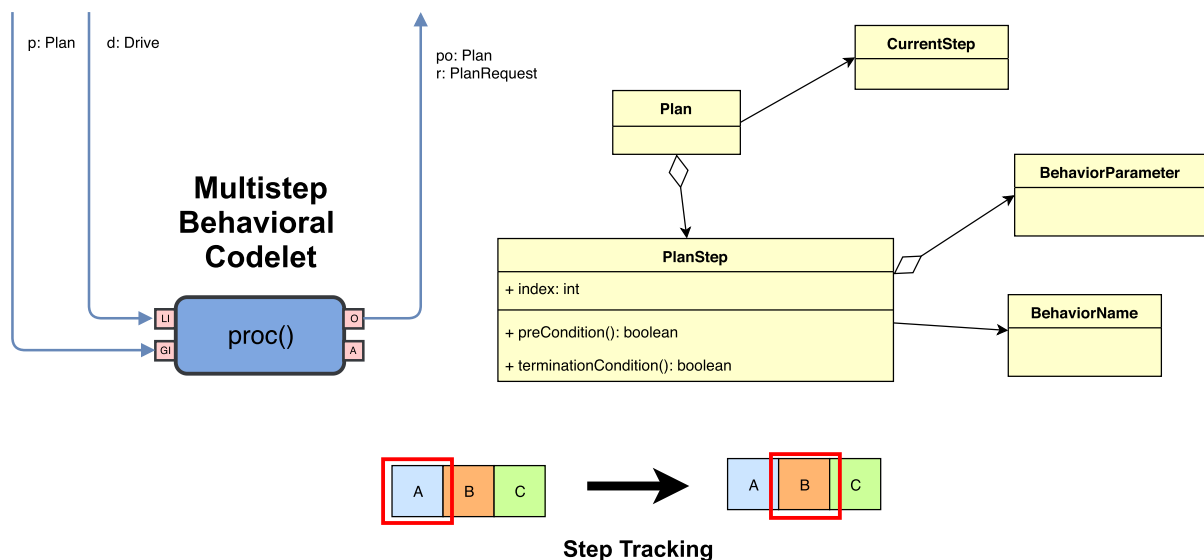 p: Plan
d: Drive
po: Plan
r: PlanRequest
Multistep
Behavioral
Codelet
LI
GI
proc()
O
A
CurrentStep
Plan
BehaviorParameter
PlanStep
+ index: int
+ preCondition(): boolean
+ terminationCondition(): boolean
BehaviorName
A B C
A B C
Step Tracking